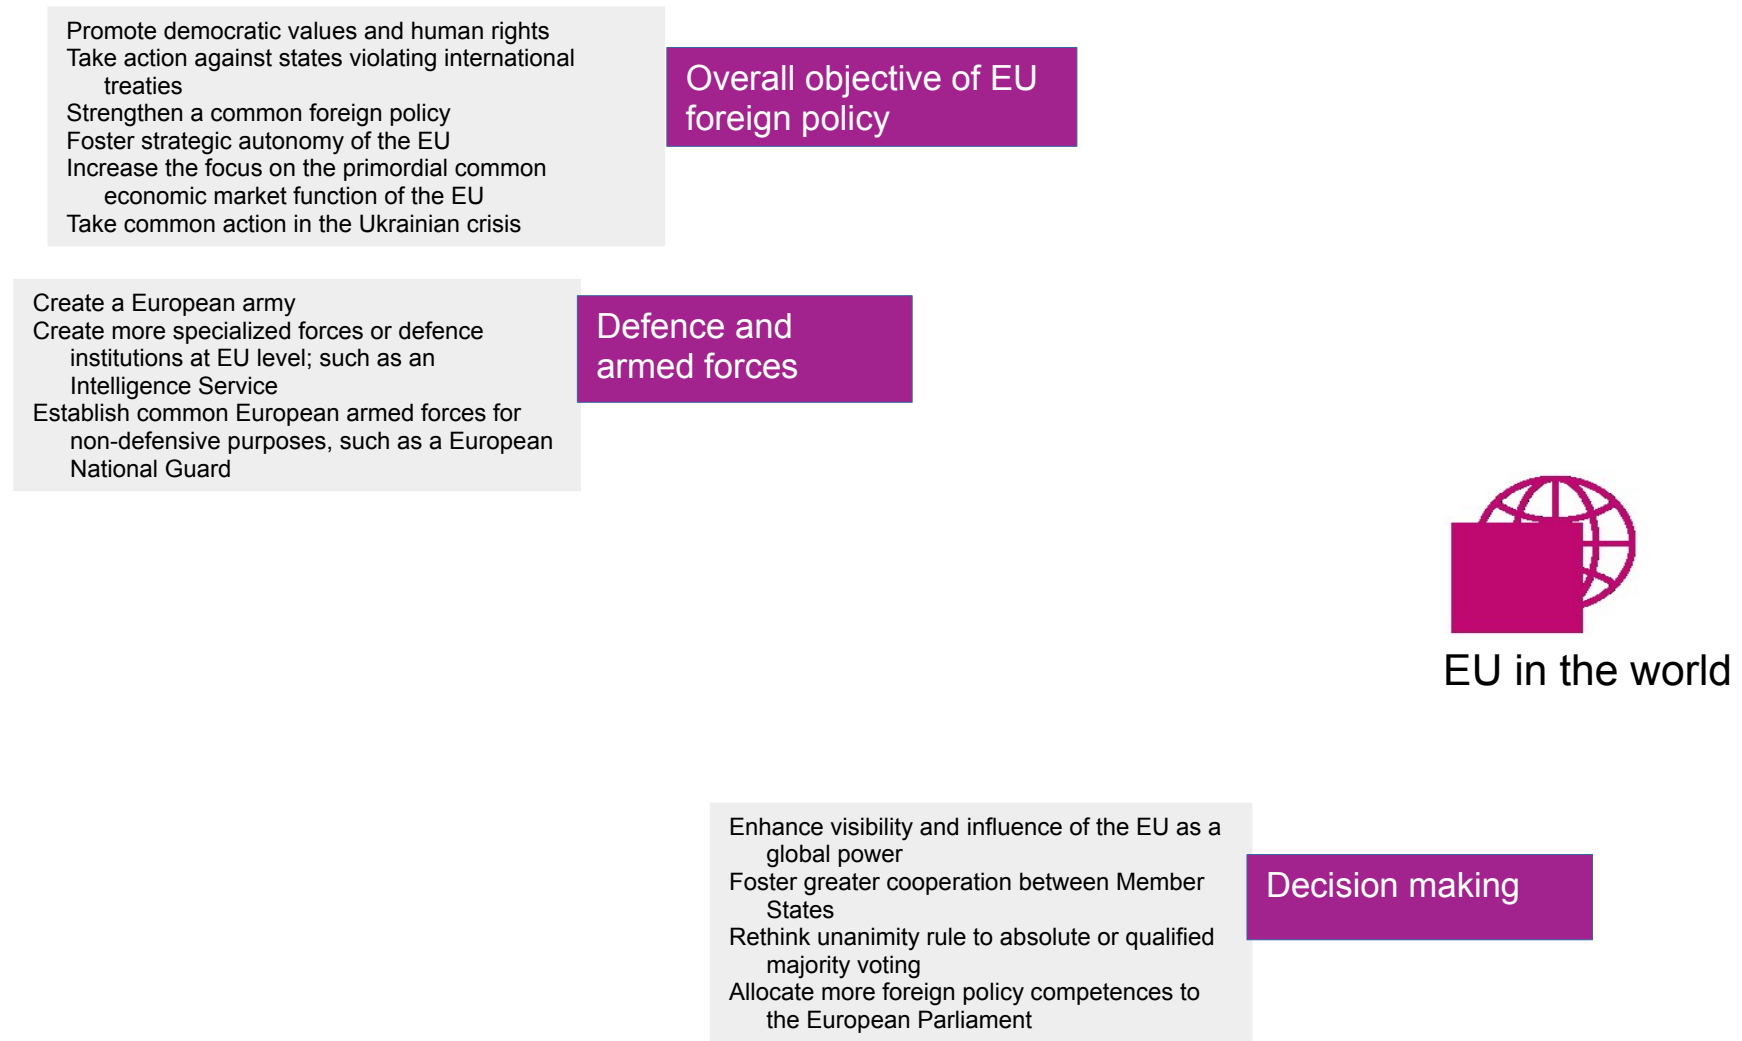 Promote democratic values and human rights
Take action against states violating international
treaties
Strengthen a common foreign policy
Foster strategic autonomy of the EU
Increase the focus on the primordial common
economic market function of the EU
Take common action in the Ukrainian crisis
Overall objective of EU
foreign policy
Create a European army
Create more specialized forces or defence
institutions at EU level; such as an
Intelligence Service
Establish common European armed forces for
non-defensive purposes, such as a European
National Guard
Defence and
armed forces
EU in the world
Enhance visibility and influence of the EU as a
global power
Foster greater cooperation between Member
States
Rethink unanimity rule to absolute or qualified
majority voting
Allocate more foreign policy competences to
the European Parliament
Decision making